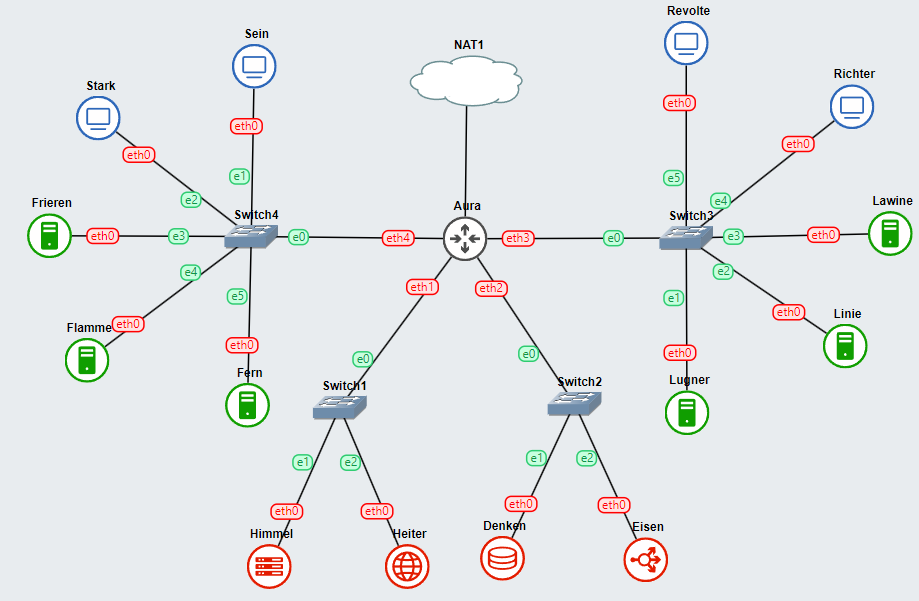 Revolte
Sein
NAT1
Richter
Stark
eth0
eth0
eth0
eth0
e1
e5
Frieren
e2
Aura
e4
Lawine
Switch4
Switch3
eth0
e3
e0
eth4
eth3
e0
e3
eth0
e4
e2
e5
eth1
eth2
e1
Flamme
eth0
eth0
Linie
eth0
e0
e0
eth0
Fern
Switch1
Switch2
Lugner
e1
e2
e1
e2
eth0
eth0
eth0
eth0
Himmel
Heiter
Denken
Eisen